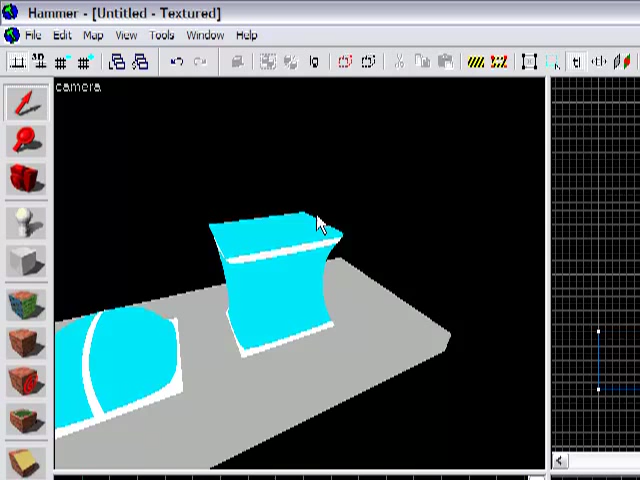 Hammer - [Untitled - Textured]
File Edit Map View Tools Window Help
camera